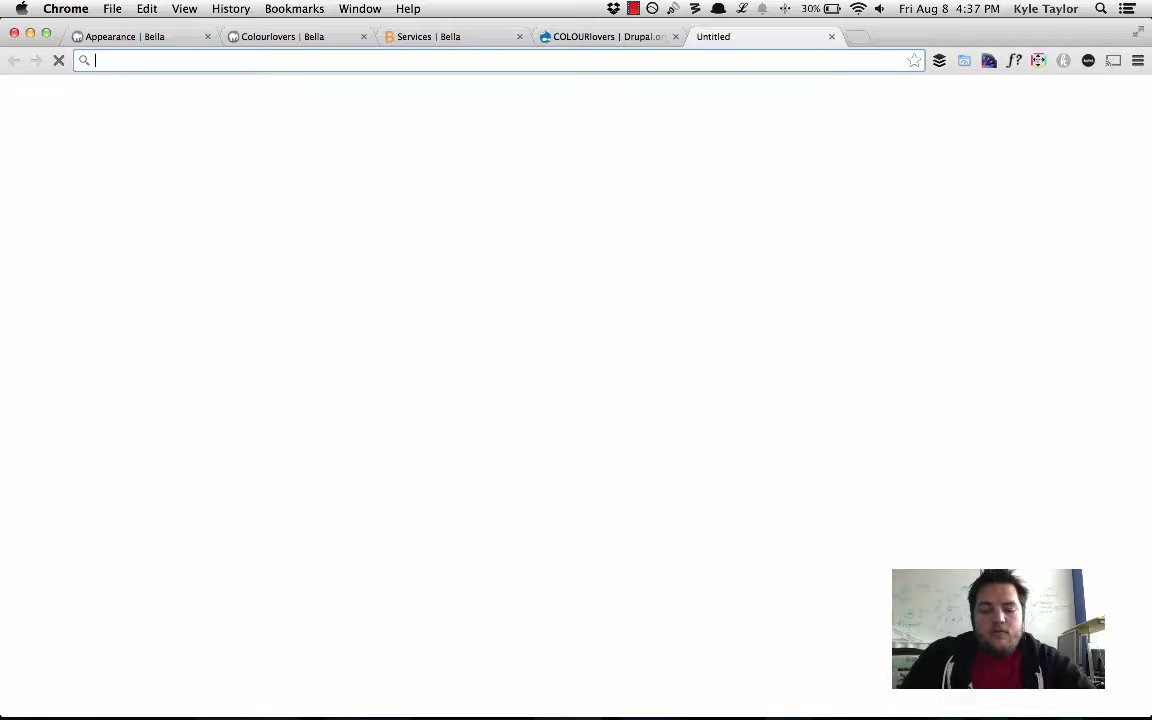 Chrome File Edit View History Bookmarks Window Help 30% Fri Aug 8 4:37 PM Kyle Taylor
Appearance | Bella Colourlovers | Bella Services | Bella COLOURlovers | Drupal.or Untitled
f?